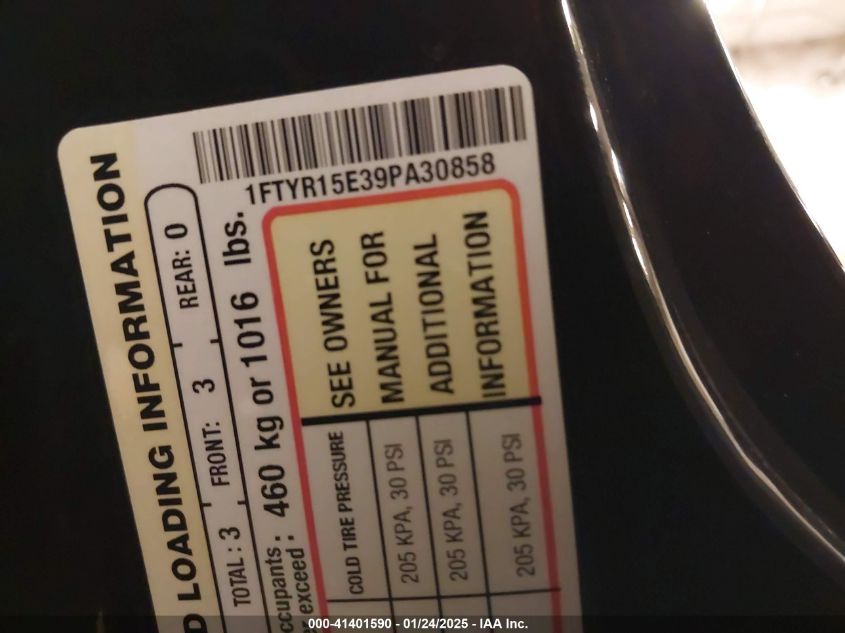 D LOADING INFORMATION
TOTAL: 3 FRONT: 3 REAR: 0
ccupants:
r exceed: 460 kg or 1016 lbs.
1FTYR15E39PA30858
COLD TIRE PRESSURE
205 KPA, 30 PSI
205 KPA, 30 PSI
205 KPA, 30 PSI
SEE OWNERS
MANUAL FOR
ADDITIONAL
INFORMATION
000-41401590 - 01/24/2025 - IAA Inc.